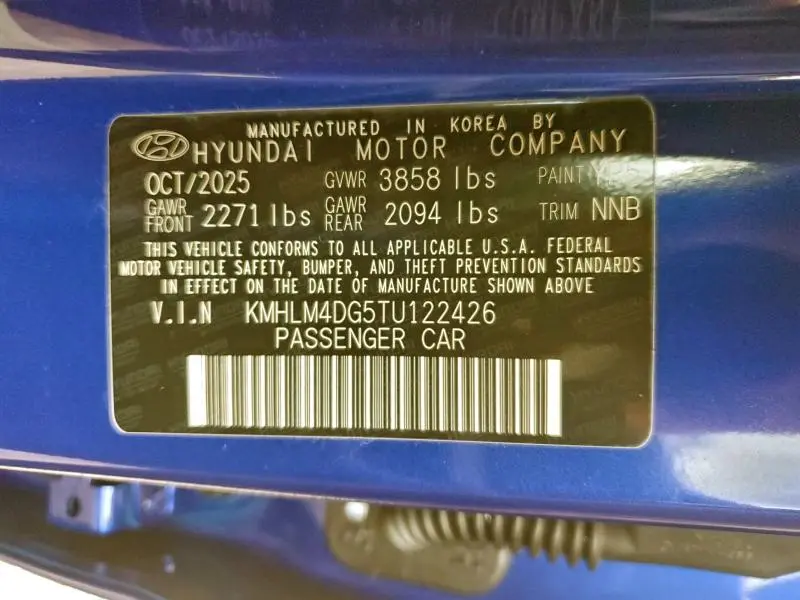 MANUFACTURED IN KOREA BY
HYUNDAI MOTOR COMPANY
OCT/2025 GVWR 3858 lbs PAINT
GAWR FRONT 2271 lbs GAWR REAR 2094 lbs TRIM NNB
THIS VEHICLE CONFORMS TO ALL APPLICABLE U.S.A. FEDERAL
MOTOR VEHICLE SAFETY, BUMPER, AND THEFT PREVENTION STANDARDS
IN EFFECT ON THE DATE OF MANUFACTURE SHOWN ABOVE
V.I.N KMHLM4DG5TU122426
PASSENGER CAR